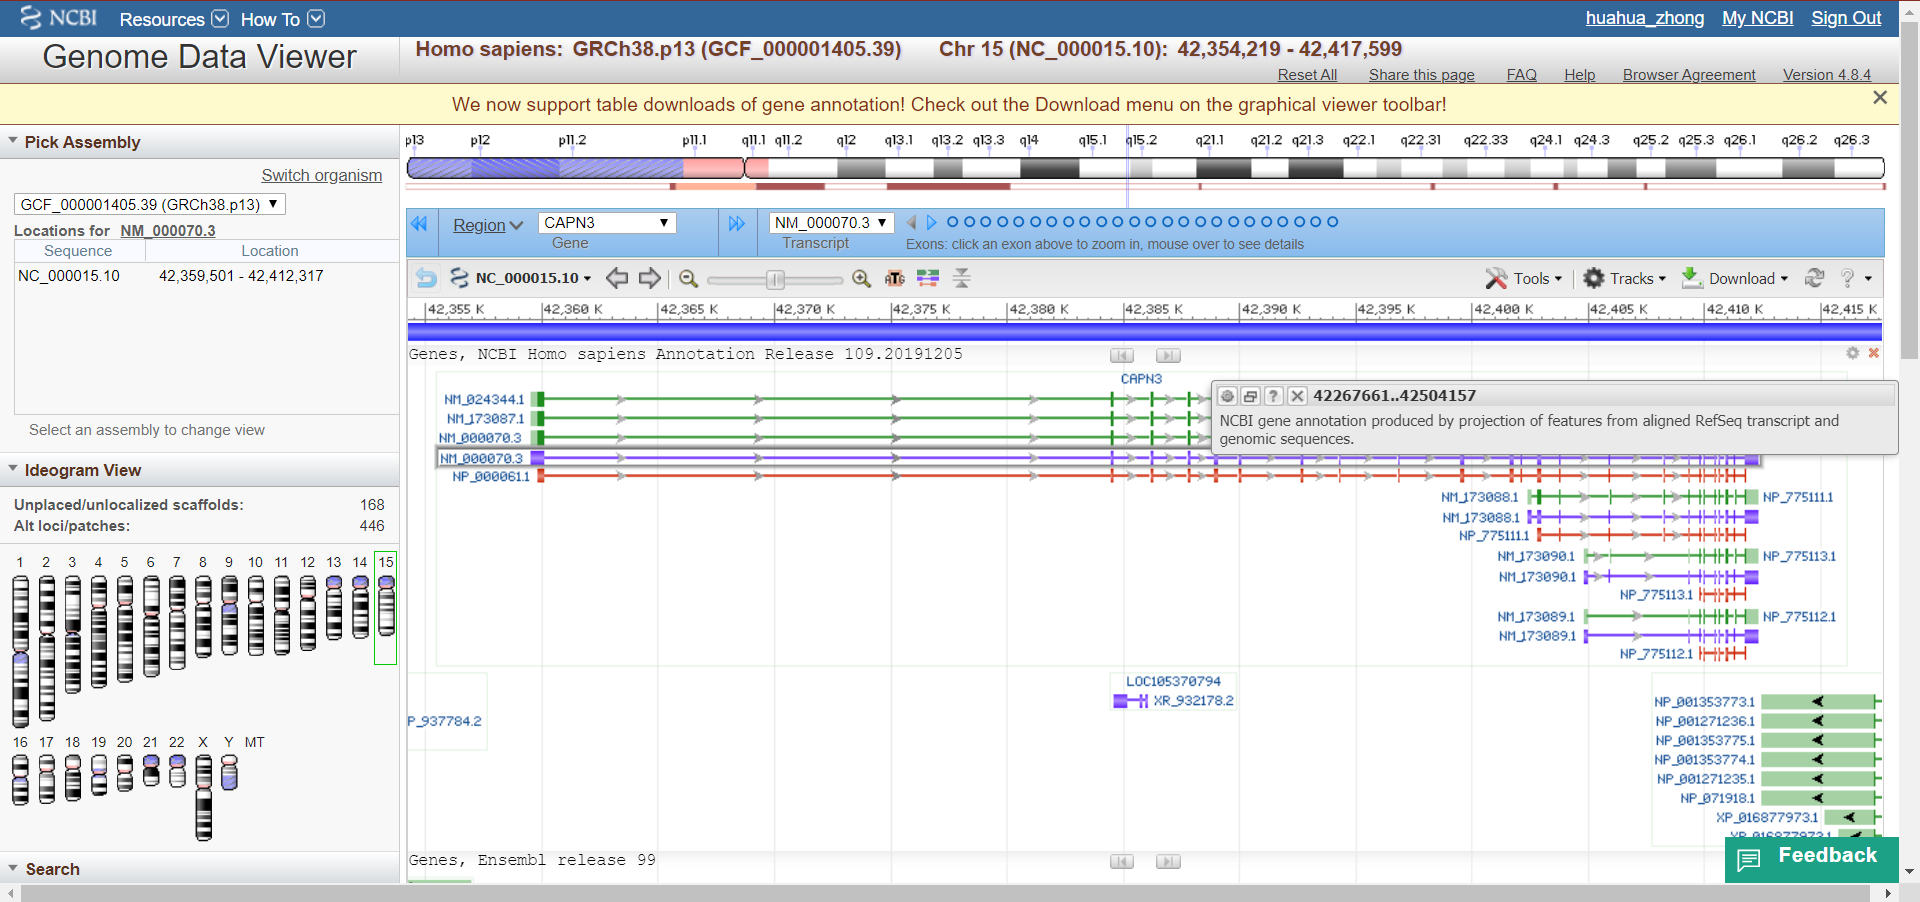 NCBI Resources How To huahua_zhong My NCBI Sign Out
Genome Data Viewer
Homo sapiens: GRCh38.p13 (GCF_000001405.39) Chr 15 (NC_000015.10): 42,354,219 - 42,417,599
Reset All Share this page FAQ Help Browser Agreement Version 4.8.4
We now support table downloads of gene annotation! Check out the Download menu on the graphical viewer toolbar!
Pick Assembly
Switch organism
GCF_000001405.39 (GRCh38.p13)
Locations for NM_000070.3
Sequence Location
NC_000015.10 42,359,501 - 42,412,317
Select an assembly to change view
Ideogram View
Unplaced/unlocalized scaffolds: 168
Alt loci/patches: 446
1 2 3 4 5 6 7 8 9 10 11 12 13 14 15
16 17 18 19 20 21 22 X Y MT
Search
p13 p12 p11.2 p11.1 q11.1 q11.2 q12 q13.1 q13.2 q13.3 q14 q15.1 q15.2 q21.1 q21.2 q21.3 q22.1 q22.31 q22.33 q24.1 q24.3 q25.2 q25.3 q26.1 q26.2 q26.3
Region CAPN3 NM_000070.3
Gene Transcript Exons: click an exon above to zoom in, mouse over to see details
NC_000015.10 ATG Tools Tracks Download ?
42,355 K 42,360 K 42,365 K 42,370 K 42,375 K 42,380 K 42,385 K 42,390 K 42,395 K 42,400 K 42,405 K 42,410 K 42,415 K
Genes, NCBI Homo sapiens Annotation Release 109.20191205
CAPN3
42267661..42504157
NCBI gene annotation produced by projection of features from aligned RefSeq transcript and
genomic sequences.
NM_024344.1
NM_173087.1
NM_000070.3
NM_000070.3
NP_000061.1
NM_173088.1 NP_775111.1
NM_173088.1
NP_775111.1
NM_173090.1 NP_775113.1
NM_173090.1
NP_775113.1
NM_173089.1 NP_775112.1
NM_173089.1
NP_775112.1
LOC105370794
XR_932178.2
P_937784.2
NP_001353773.1
NP_001271236.1
NP_001353775.1
NP_001353774.1
NP_001271235.1
NP_071918.1
XP_016877973.1
XP_016877973.1
Genes, Ensembl release 99
Feedback